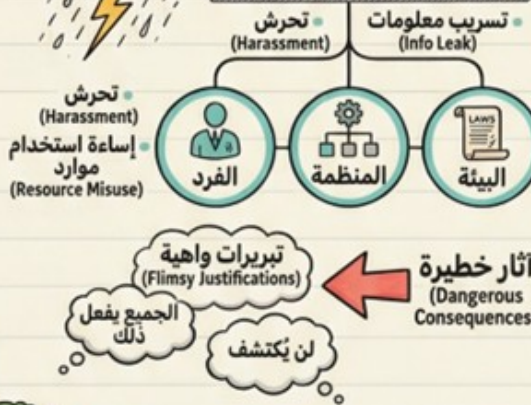 تسريب معلومات
(Info Leak)
تحرش
(Harassment)
تحرش
(Harassment)
إساءة استخدام
موارد
(Resource Misuse)
LAWS
البيئة
المنظمة
الفرد
آثار خطيرة
(Dangerous
Consequences
تبريرات واهية
(Flimsy Justifications)
الجميع يفعل
ذلك
لن يُكتشف